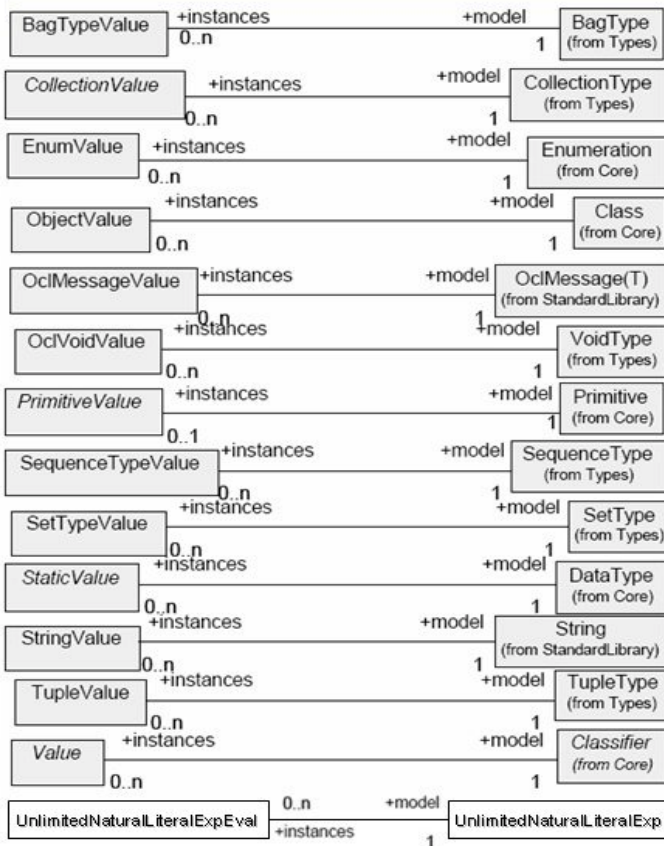 +instances +model
BagTypeValue BagType
0..n 1 (from Types)
CollectionValue +instances +model CollectionType
0..n 1 (from Types)
EnumValue +instances +model Enumeration
0..n 1 (from Core)
+instances +model
ObjectValue Class
0..n 1 (from Core)
+instances +model
OclMessageValue OclMessage(T)
0..n 1 (from StandardLibrary)
+instances +model
OclVoidValue VoidType
0..n 1 (from Types)
+instances +model
PrimitiveValue Primitive
0..1 1 (from Core)
+instances +model
SequenceTypeValue SequenceType
0..n 1 (from Types)
+instances +model
SetTypeValue SetType
0..n 1 (from Types)
+instances +model
StaticValue DataType
0..n 1 (from Core)
+instances +model
StringValue String
0..n 1 (from StandardLibrary)
+instances +model
TupleValue TupleType
0..n 1 (from Types)
+instances +model
Value Classifier
0..n 1 (from Core)
0..n +model
UnlimitedNaturalLiteralExpEval UnlimitedNaturalLiteralExp
+instances 1